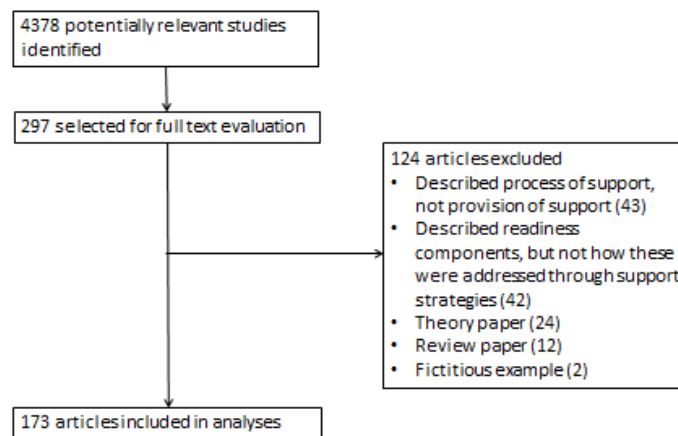 4378 potentially relevant studies
identified
297 selected for full text evaluation
124 articles excluded
• Described process of support,
not provision of support (43)
• Described readiness
components, but not how these
were addressed through support
strategies (42)
• Theory paper (24)
• Review paper (12)
• Fictitious example (2)
173 articles included in analyses